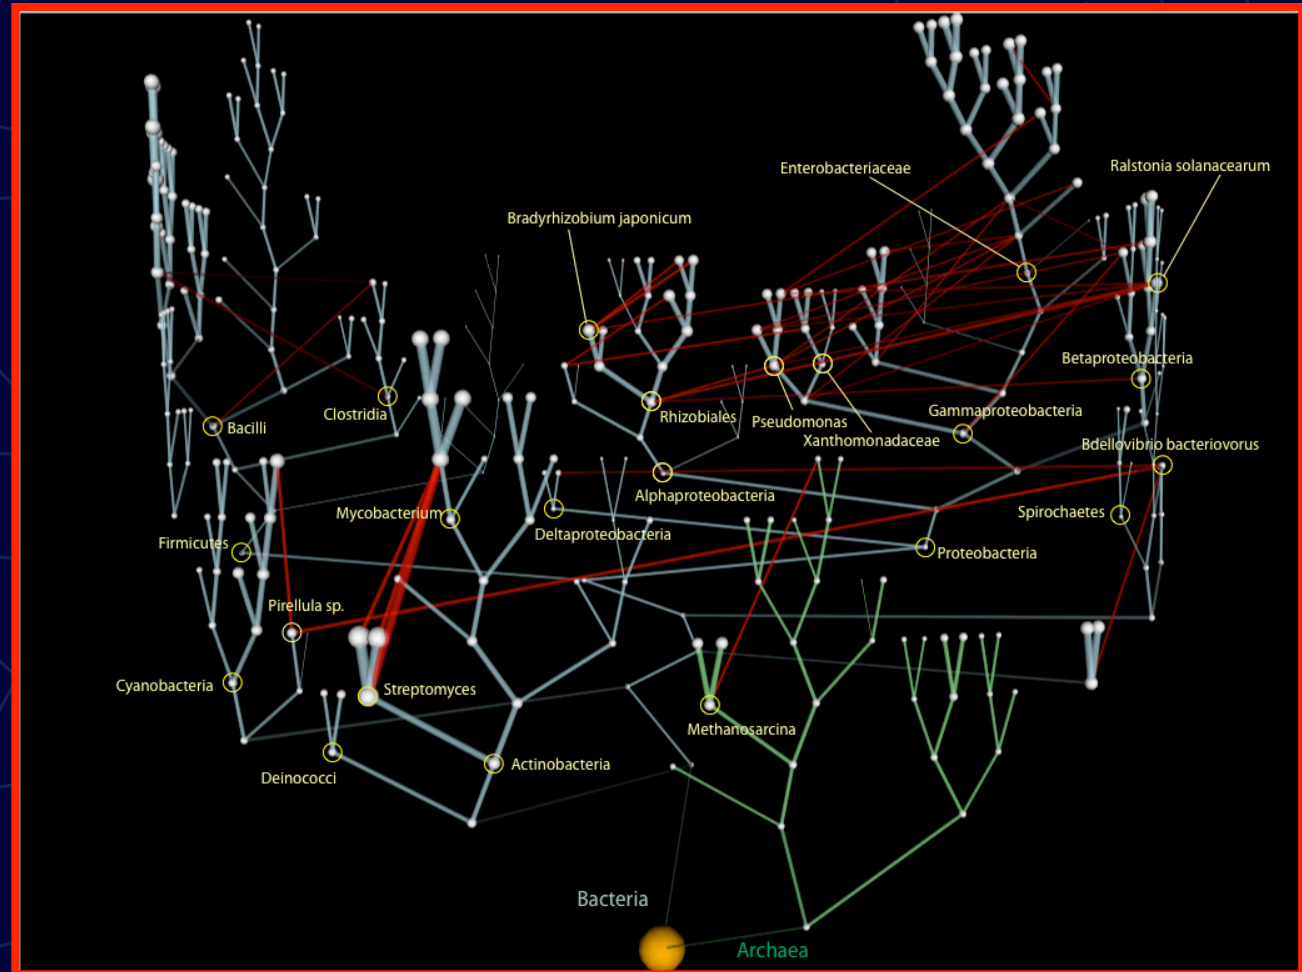 Enterobacteriaceae
Ralstonia solanacearum
Bradyrhizobium japonicum
Betaproteobacteria
Clostridia
Bacilli
Rhizobiales
Pseudomonas
Gammaproteobacteria
Xanthomonadaceae
Bdellovibrio bacteriovorus
Alphaproteobacteria
Mycobacterium
Spirochaetes
Deltaproteobacteria
Firmicutes
Proteobacteria
Pirellula sp.
Cyanobacteria
Streptomyces
Methanosarcina
Actinobacteria
Deinococci
Bacteria
Archaea